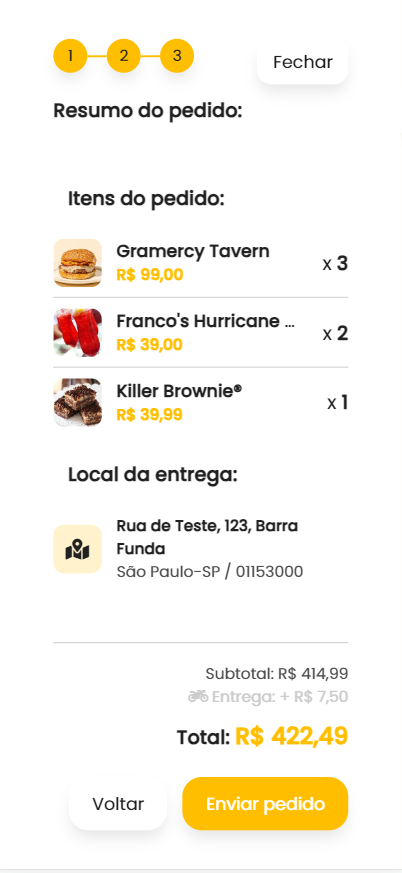 1 2 3
Fechar
Resumo do pedido:
Itens do pedido:
Gramercy Tavern
R$ 99,00
x 3
Franco's Hurricane ...
R$ 39,00
x 2
Killer Brownie®
R$ 39,99
x 1
Local da entrega:
Rua de Teste, 123, Barra
Funda
São Paulo-SP / 01153000
Subtotal: R$ 414,99
Entrega: + R$ 7,50
Total: R$ 422,49
Voltar
Enviar pedido